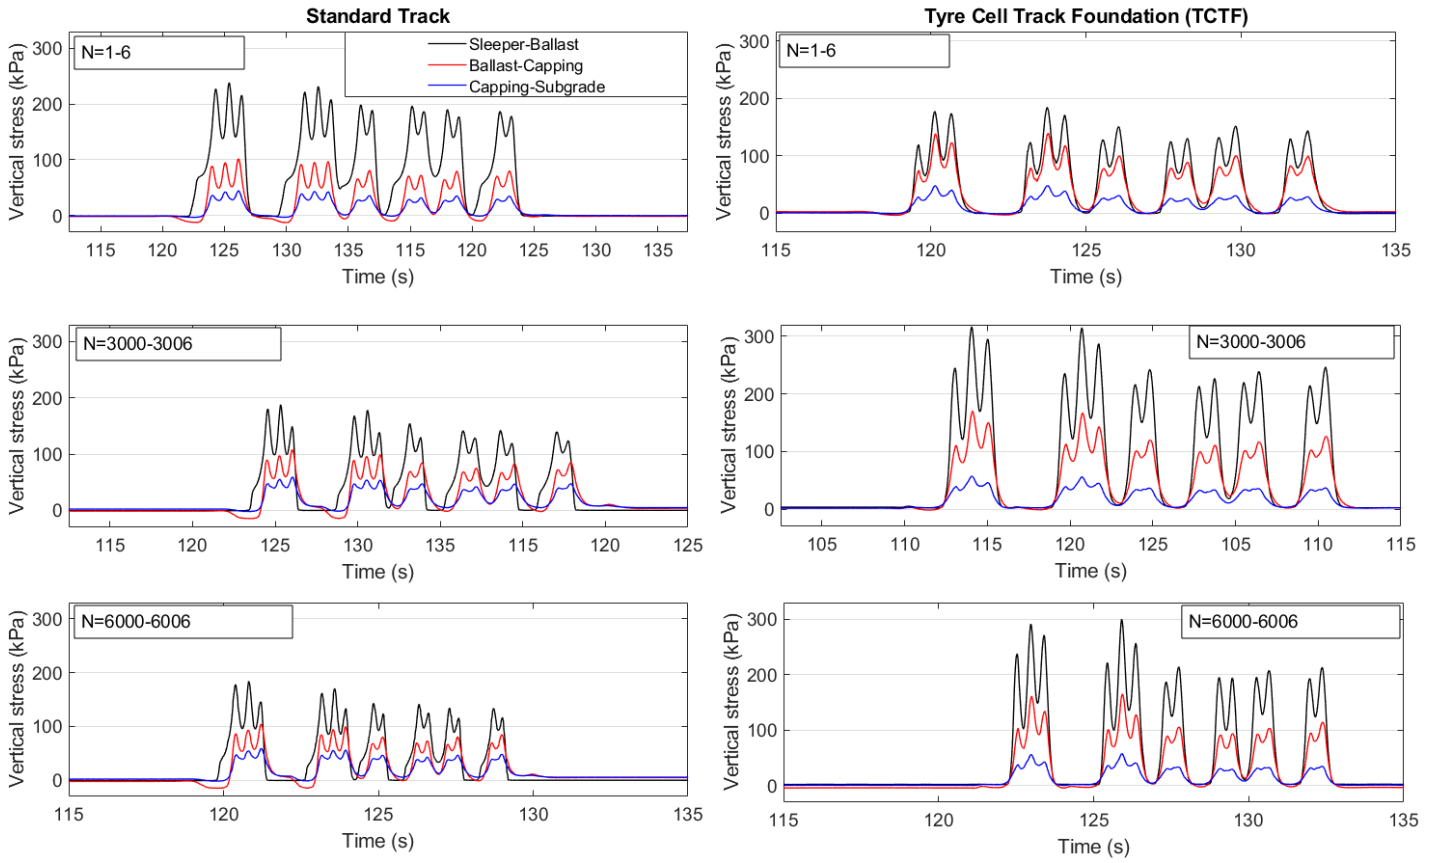 Standard Track
Vertical stress (kPa)
300
200
100
0
N=1-6
Sleeper-Ballast
Ballast-Capping
Capping-Subgrade
115 120 125 130 135 115 120 125 130 135
Time (s)
Tyre Cell Track Foundation (TCTF)
Vertical stress (kPa)
300
200
100
0
N=1-6
115 120 125 130 135
Time (s)
Vertical stress (kPa)
300
200
100
0
N=3000-3006
115 120 125 130 135 115 120 125
Time (s)
Vertical stress (kPa)
300
200
100
0
N=3000-3006
105 110 115 120 125 105 110 115
Time (s)
Vertical stress (kPa)
300
200
100
0
N=6000-6006
115 120 125 130 135
Time (s)
Vertical stress (kPa)
300
200
100
0
N=6000-6006
115 120 125 130 135
Time (s)